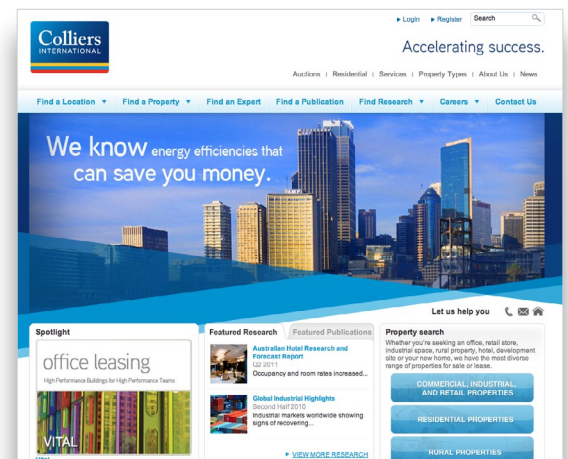 Login Register Search
Colliers
INTERNATIONAL
Accelerating success.
Auctions | Residential | Services | Property Types | About Us | News
Find a Location ▼ Find a Property ▼ Find an Expert Find a Publication Find Research ▼ Careers ▼ Contact Us
We know energy efficiencies that
can save you money.
AMP
Let us help you
Spotlight
office leasing
High Performance Buildings for High Performance Teams
VITAL
Vital
Featured Research Featured Publications
Australian Hotel Research and
Forecast Report
Q2 2011
Occupancy and room rates increased...
Global Industrial Highlights
Second Half 2010
Industrial markets worldwide showing
signs of recovering...
VIEW MORE RESEARCH
Property search
Whether you're seeking an office, retail store,
industrial space, rural property, hotel, development
site or your new home, we have the most diverse
range of properties for sale or lease.
COMMERCIAL, INDUSTRIAL,
AND RETAIL PROPERTIES
RESIDENTIAL PROPERTIES
RURAL PROPERTIES